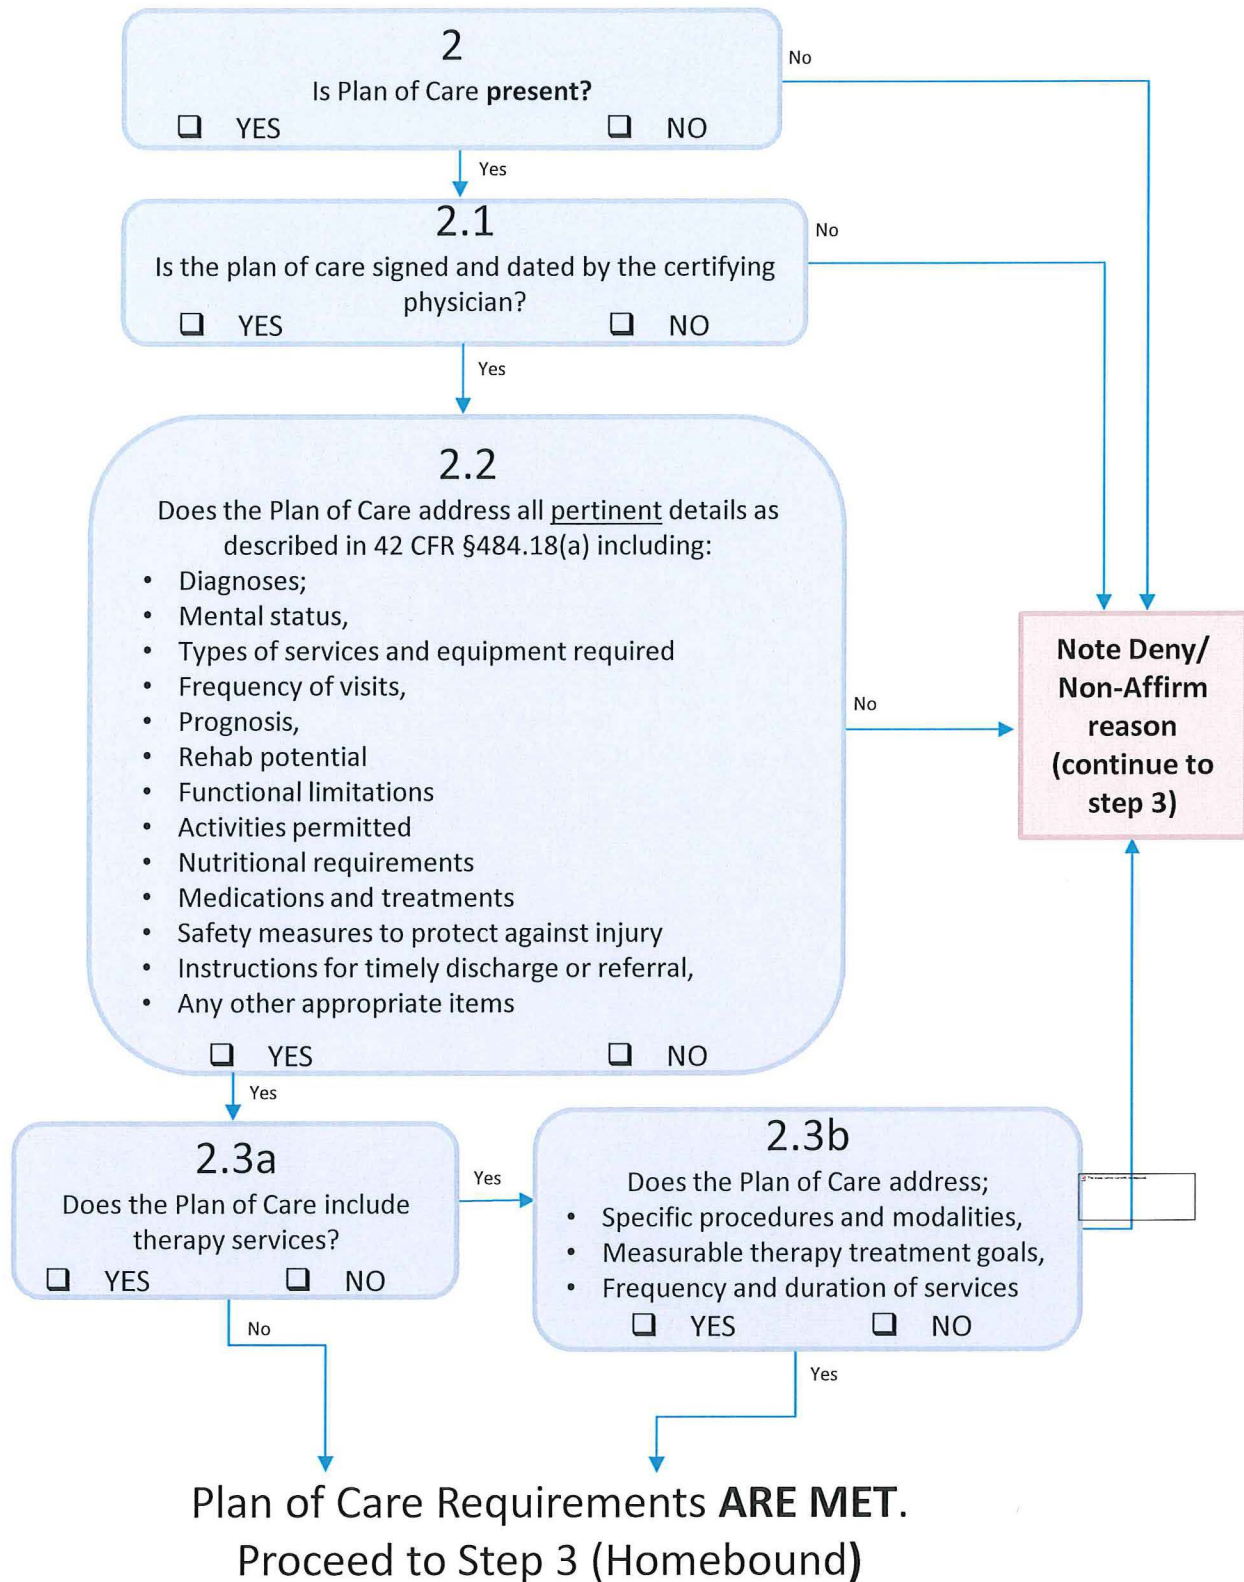 2
Is Plan of Care present?
❑ YES ❑ NO
No
Yes
2.1
Is the plan of care signed and dated by the certifying
physician?
❑ YES ❑ NO
No
Yes
2.2
Does the Plan of Care address all pertinent details as
described in 42 CFR §484.18(a) including:
• Diagnoses;
• Mental status,
• Types of services and equipment required
• Frequency of visits,
• Prognosis,
• Rehab potential
• Functional limitations
• Activities permitted
• Nutritional requirements
• Medications and treatments
• Safety measures to protect against injury
• Instructions for timely discharge or referral,
• Any other appropriate items
❑ YES ❑ NO
No
Note Deny/
Non-Affirm
reason
(continue to
step 3)
Yes
2.3a
Does the Plan of Care include
therapy services?
❑ YES ❑ NO
Yes
2.3b
Does the Plan of Care address;
• Specific procedures and modalities,
• Measurable therapy treatment goals,
• Frequency and duration of services
❑ YES ❑ NO
No
Yes
Plan of Care Requirements ARE MET.
Proceed to Step 3 (Homebound)